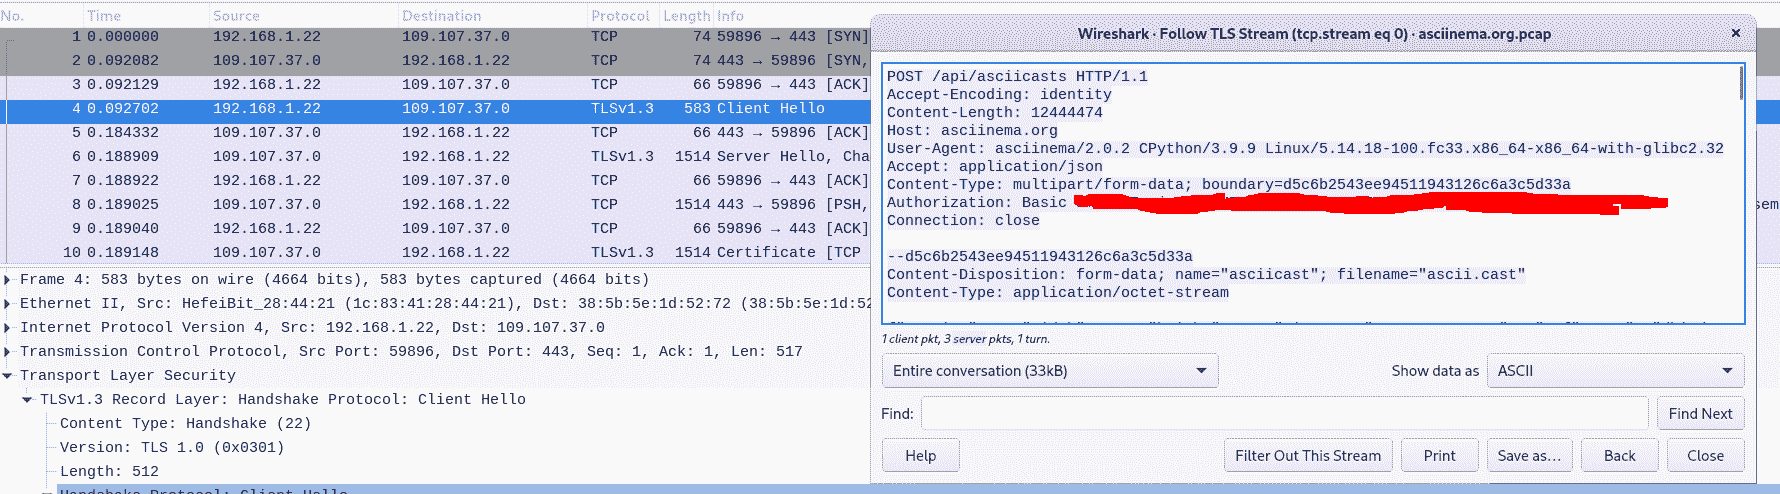 No. Time Source Destination Protocol Length Info
1 0.000000 192.168.1.22 109.107.37.0 TCP 74 59896 → 443 [SYN]
2 0.092082 109.107.37.0 192.168.1.22 TCP 74 443 → 59896 [SYN,
3 0.092129 192.168.1.22 109.107.37.0 TCP 66 59896 → 443 [ACK]
4 0.092702 192.168.1.22 109.107.37.0 TLSv1.3 583 Client Hello
5 0.184332 109.107.37.0 192.168.1.22 TCP 66 443 → 59896 [ACK]
6 0.188909 109.107.37.0 192.168.1.22 TLSv1.3 1514 Server Hello, Cha
7 0.188922 192.168.1.22 109.107.37.0 TCP 66 59896 → 443 [ACK]
8 0.189025 109.107.37.0 192.168.1.22 TCP 1514 443 → 59896 [PSH,
9 0.189040 192.168.1.22 109.107.37.0 TCP 66 59896 → 443 [ACK]
10 0.189148 109.107.37.0 192.168.1.22 TLSv1.3 1514 Certificate [TCP
sem
Frame 4: 583 bytes on wire (4664 bits), 583 bytes captured (4664 bits)
Ethernet II, Src: HefeiBit_28:44:21 (1c:83:41:28:44:21), Dst: 38:5b:5e:1d:52:72 (38:5b:5e:1d:52
Internet Protocol Version 4, Src: 192.168.1.22, Dst: 109.107.37.0
Transmission Control Protocol, Src Port: 59896, Dst Port: 443, Seq: 1, Ack: 1, Len: 517
Transport Layer Security
TLSv1.3 Record Layer: Handshake Protocol: Client Hello
Content Type: Handshake (22)
Version: TLS 1.0 (0x0301)
Length: 512
Handshake Protocol: Client Hello
Wireshark · Follow TLS Stream (tcp.stream eq 0) · asciinema.org.pcap
POST /api/asciicasts HTTP/1.1
Accept-Encoding: identity
Content-Length: 12444474
Host: asciinema.org
User-Agent: asciinema/2.0.2 CPython/3.9.9 Linux/5.14.18-100.fc33.x86_64-x86_64-with-glibc2.32
Accept: application/json
Content-Type: multipart/form-data; boundary=d5c6b2543ee94511943126c6a3c5d33a
Authorization: Basic
Connection: close
--d5c6b2543ee94511943126c6a3c5d33a
Content-Disposition: form-data; name="asciicast"; filename="ascii.cast"
Content-Type: application/octet-stream
1 client pkt, 3 server pkts, 1 turn.
Entire conversation (33kB) Show data as ASCII
Find: Find Next
Help Filter Out This Stream Print Save as… Back Close